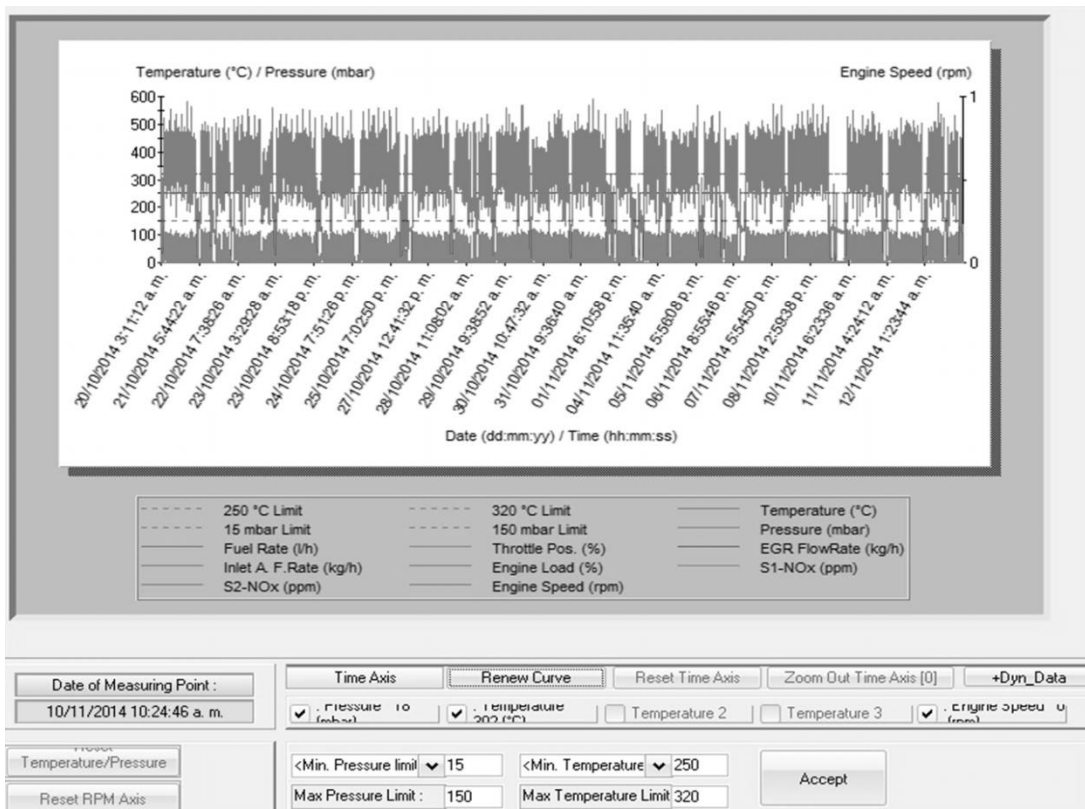 Temperature (°C) / Pressure (mbar) Engine Speed (rpm)
600 1
500
400
300
200
100
0 0
20/10/2014 3:11:12 a. m.
21/10/2014 5:44:22 a. m.
22/10/2014 7:38:26 a. m.
23/10/2014 3:29:28 a. m.
23/10/2014 8:53:18 p. m.
24/10/2014 7:51:26 p. m.
25/10/2014 7:02:50 p. m.
27/10/2014 12:41:32 p. m.
28/10/2014 11:08:02 a. m.
29/10/2014 9:38:52 a. m.
30/10/2014 10:47:32 a. m.
31/10/2014 9:36:40 a. m.
01/11/2014 6:10:58 p. m.
04/11/2014 11:35:40 a. m.
05/11/2014 5:56:08 p. m.
06/11/2014 8:55:46 p. m.
07/11/2014 5:54:50 p. m.
08/11/2014 2:59:38 p. m.
10/11/2014 6:23:36 a. m.
11/11/2014 4:24:12 a. m.
12/11/2014 1:23:44 a. m.
Date (dd:mm:yy) / Time (hh:mm:ss)
250 °C Limit 320 °C Limit Temperature (°C)
15 mbar Limit 150 mbar Limit Pressure (mbar)
Fuel Rate (l/h) Throttle Pos. (%) EGR FlowRate (kg/h)
Inlet A. F.Rate (kg/h) Engine Load (%) S1-NOx (ppm)
S2-NOx (ppm) Engine Speed (rpm)
Date of Measuring Point :
10/11/2014 10:24:46 a. m.
Time Axis Renew Curve Reset Time Axis Zoom Out Time Axis [0] +Dyn_Data
: Pressure 18 (mbar) : Temperature 202 (°C) Temperature 2 Temperature 3 : Engine Speed 0 (rpm)
Reset
Temperature/Pressure
Reset RPM Axis
<Min. Pressure limit 15 <Min. Temperature 250
Max Pressure Limit : 150 Max Temperature Limit 320
Accept